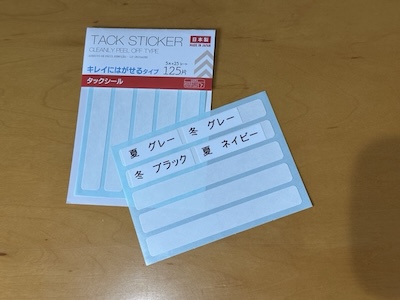 TACK STICKER
CLEANLY PEEL OFF TYPE
日本製
MADE IN JAPAN
キレイにはがせるタイプ
125片
タックシール
夏 グレー
冬 グレー
冬 ブラック
夏 ネイビー